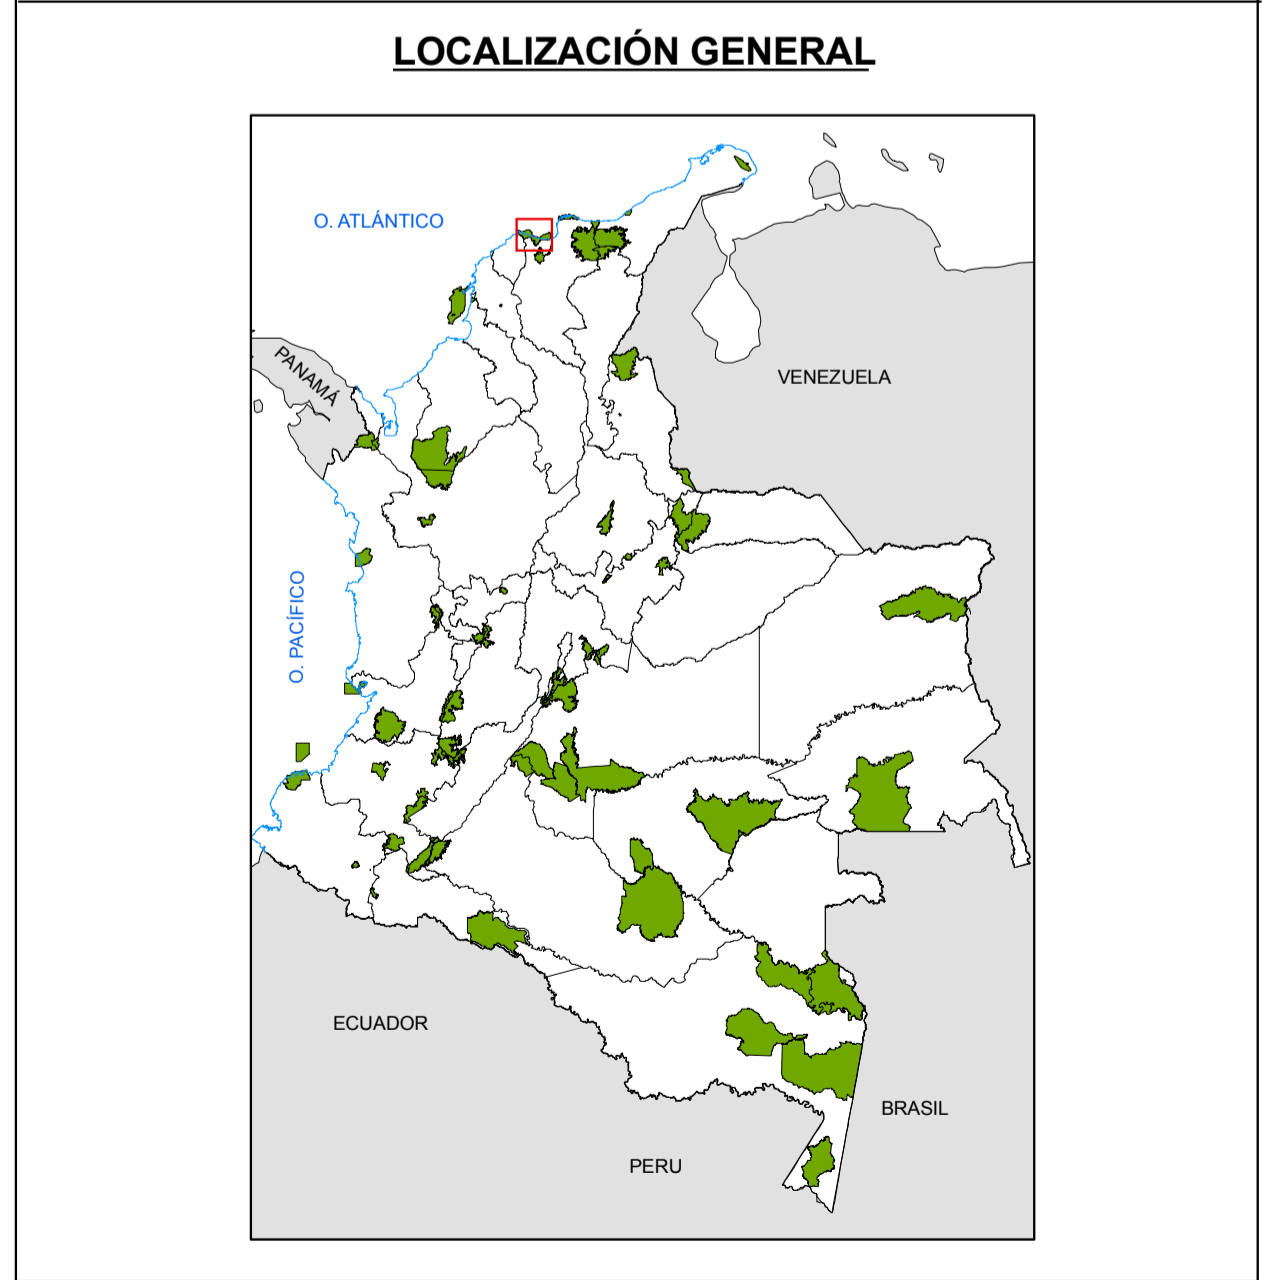 LOCALIZACIÓN GENERAL
O. ATLÁNTICO
PANAMÁ
VENEZUELA
O. PACÍFICO
ECUADOR
BRASIL
PERU